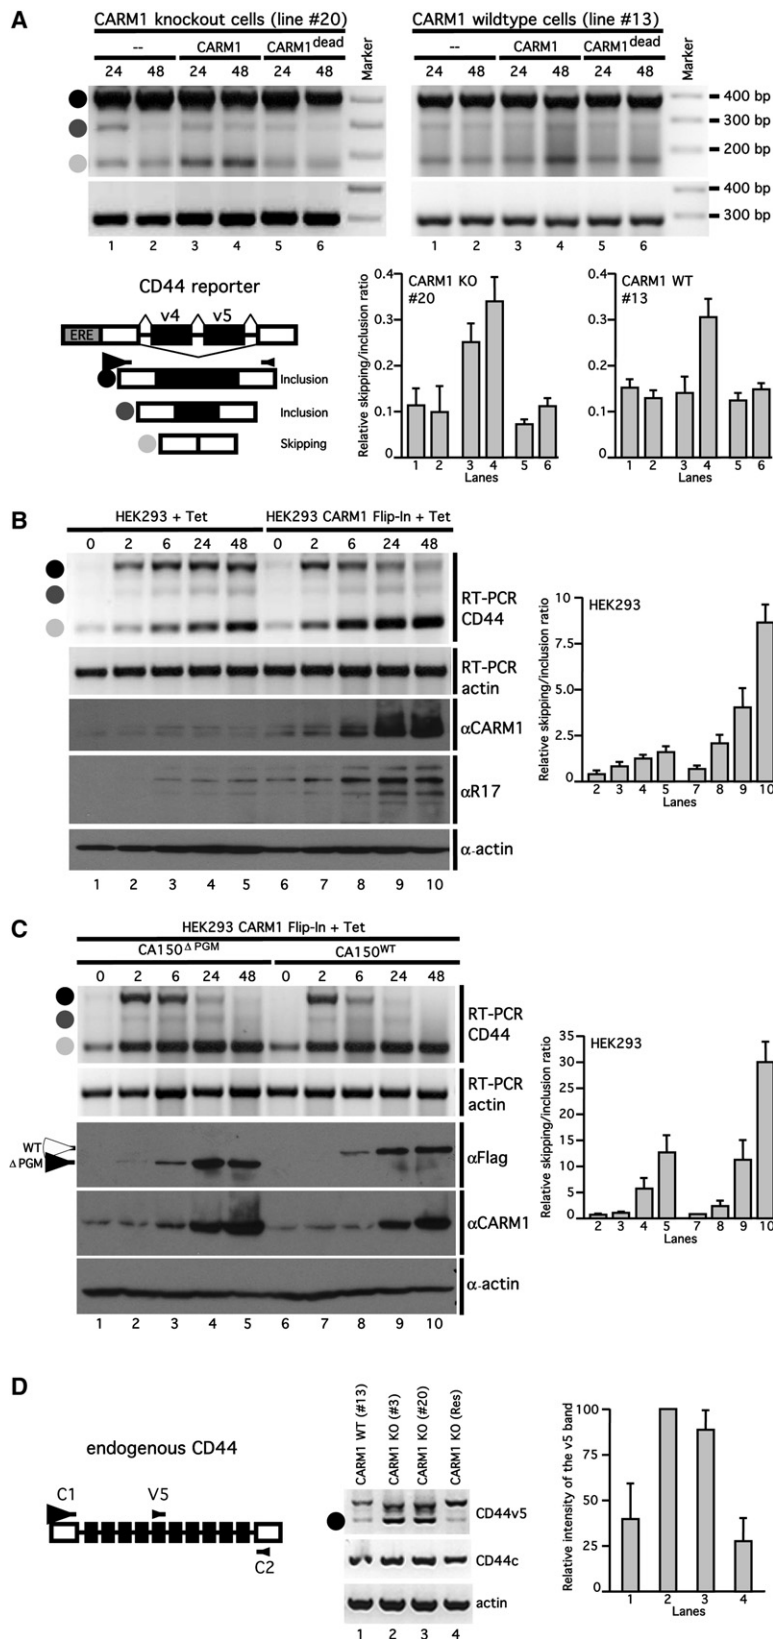 A
CARM1 knockout cells (line #20)
-- CARM1 CARM1dead Marker
24 48 24 48 24 48
1 2 3 4 5 6
CARM1 wildtype cells (line #13)
-- CARM1 CARM1dead Marker
24 48 24 48 24 48
400 bp
300 bp
200 bp
400 bp
300 bp
1 2 3 4 5 6
CD44 reporter
ERE v4 v5
Inclusion
Inclusion
Skipping
Relative skipping/inclusion ratio
0.4
0.3
0.2
0.1
0
CARM1 KO
#20
1 2 3 4 5 6
Lanes
Relative skipping/inclusion ratio
0.4
0.3
0.2
0.1
0
CARM1 WT
#13
1 2 3 4 5 6
Lanes
B
HEK293 + Tet HEK293 CARM1 Flip-In + Tet
0 2 6 24 48 0 2 6 24 48
RT-PCR
CD44
RT-PCR
actin
αCARM1
αR17
α-actin
1 2 3 4 5 6 7 8 9 10
Relative skipping/inclusion ratio
10
7.5
5.0
2.5
0
HEK293
2 3 4 5 7 8 9 10
Lanes
C
HEK293 CARM1 Flip-In + Tet
CA150Δ PGM CA150WT
0 2 6 24 48 0 2 6 24 48
RT-PCR
CD44
RT-PCR
actin
WT
Δ PGM
αFlag
αCARM1
α-actin
1 2 3 4 5 6 7 8 9 10
Relative skipping/inclusion ratio
35
30
25
20
15
10
5
0
HEK293
2 3 4 5 7 8 9 10
Lanes
D
endogenous CD44
C1 V5
C2
CARM1 WT (#13)
CARM1 KO (#3)
CARM1 KO (#20)
CARM1 KO (Res)
CD44v5
CD44c
actin
1 2 3 4
Relative intensity of the v5 band
100
75
50
25
0
1 2 3 4
Lanes